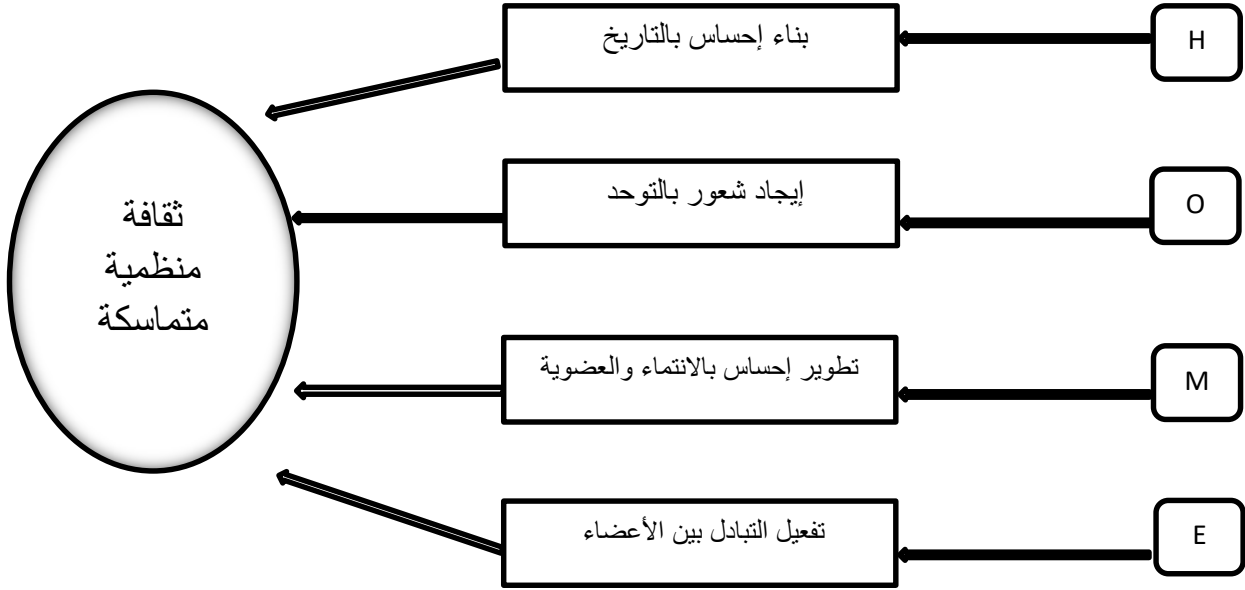 H
بناء إحساس بالتاريخ
O
إيجاد شعور بالتوحد
M
تطوير إحساس بالانتماء والعضوية
E
تفعيل التبادل بين الأعضاء
ثقافة
منظمية
متماسكة